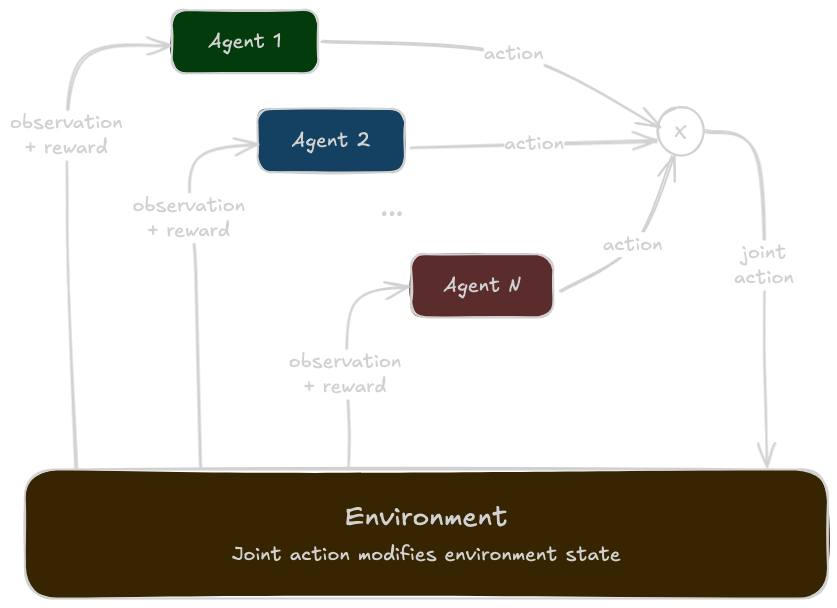 Agent 1
action
observation
+ reward
Agent 2
action
x
observation
+ reward
...
action
joint
action
Agent N
observation
+ reward
Environment
Joint action modifies environment state